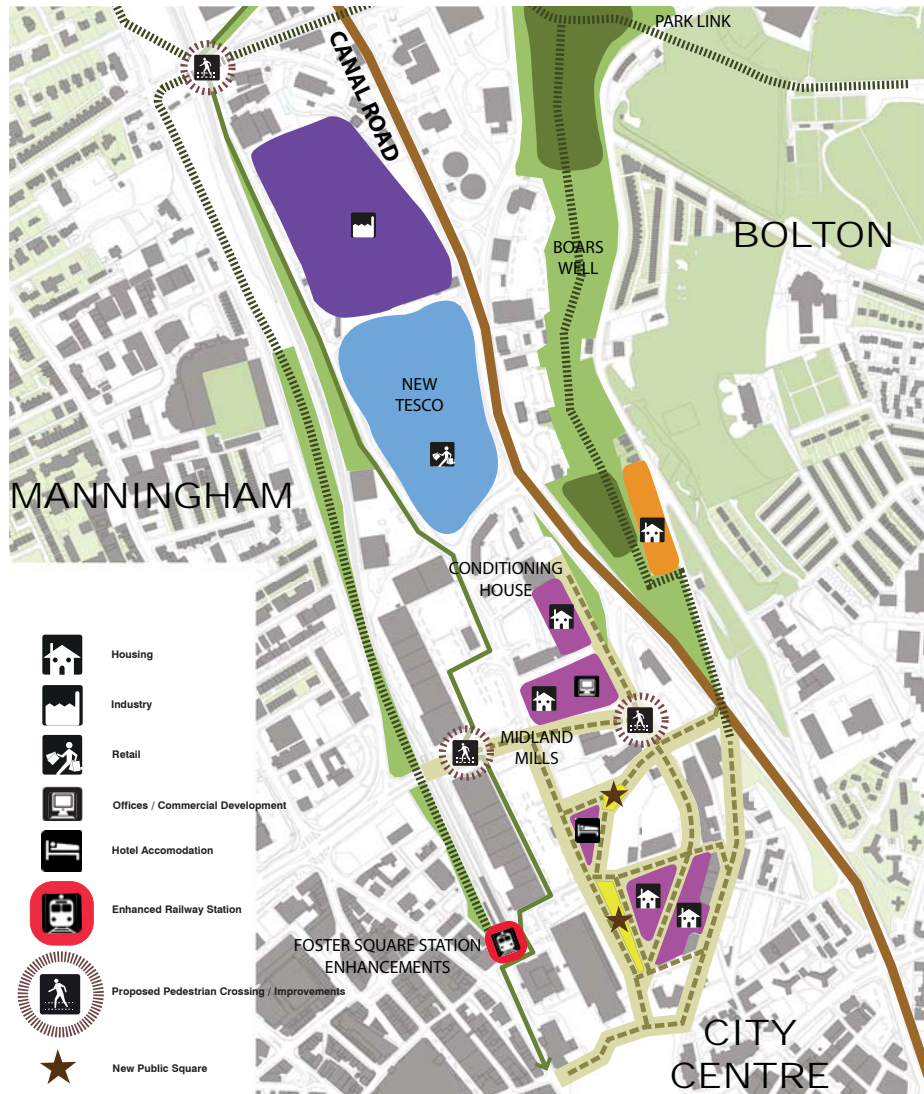 PARK LINK
CANAL ROAD
BOARS
WELL
BOLTON
NEW
TESCO
MANNINGHAM
CONDITIONING
HOUSE
MIDLAND
MILLS
FOSTER SQUARE STATION
ENHANCEMENTS
CITY
CENTRE
Housing
Industry
Retail
Offices / Commercial Development
Hotel Accomodation
Enhanced Railway Station
Proposed Pedestrian Crossing / Improvements
New Public Square